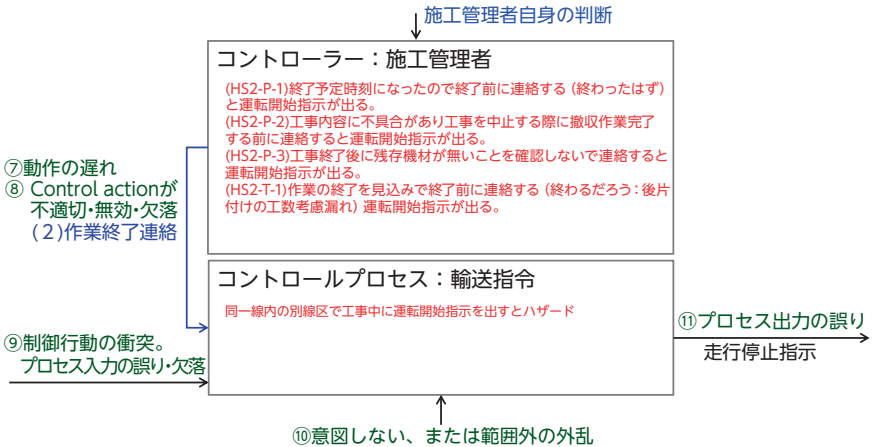 施工管理者自身の判断
コントローラー：施工管理者
(HS2-P-1)終了予定時刻になったので終了前に連絡する（終わったはず）
と運転開始指示が出る。
(HS2-P-2)工事内容に不具合があり工事を中止する際に撤収作業完了
する前に連絡すると運転開始指示が出る。
(HS2-P-3)工事終了後に残存機材が無いことを確認しないで連絡すると
運転開始指示が出る。
(HS2-T-1)作業の終了を見込みで終了前に連絡する（終わるだろう：後片
付けの工数考慮漏れ）運転開始指示が出る。
⑦動作の遅れ
⑧ Control actionが
不適切・無効・欠落
(２)作業終了連絡
コントロールプロセス：輸送指令
同一線内の別線区で工事中に運転開始指示を出すとハザード
⑨制御行動の衝突。
プロセス入力の誤り・欠落
⑪プロセス出力の誤り
走行停止指示
⑩意図しない、または範囲外の外乱